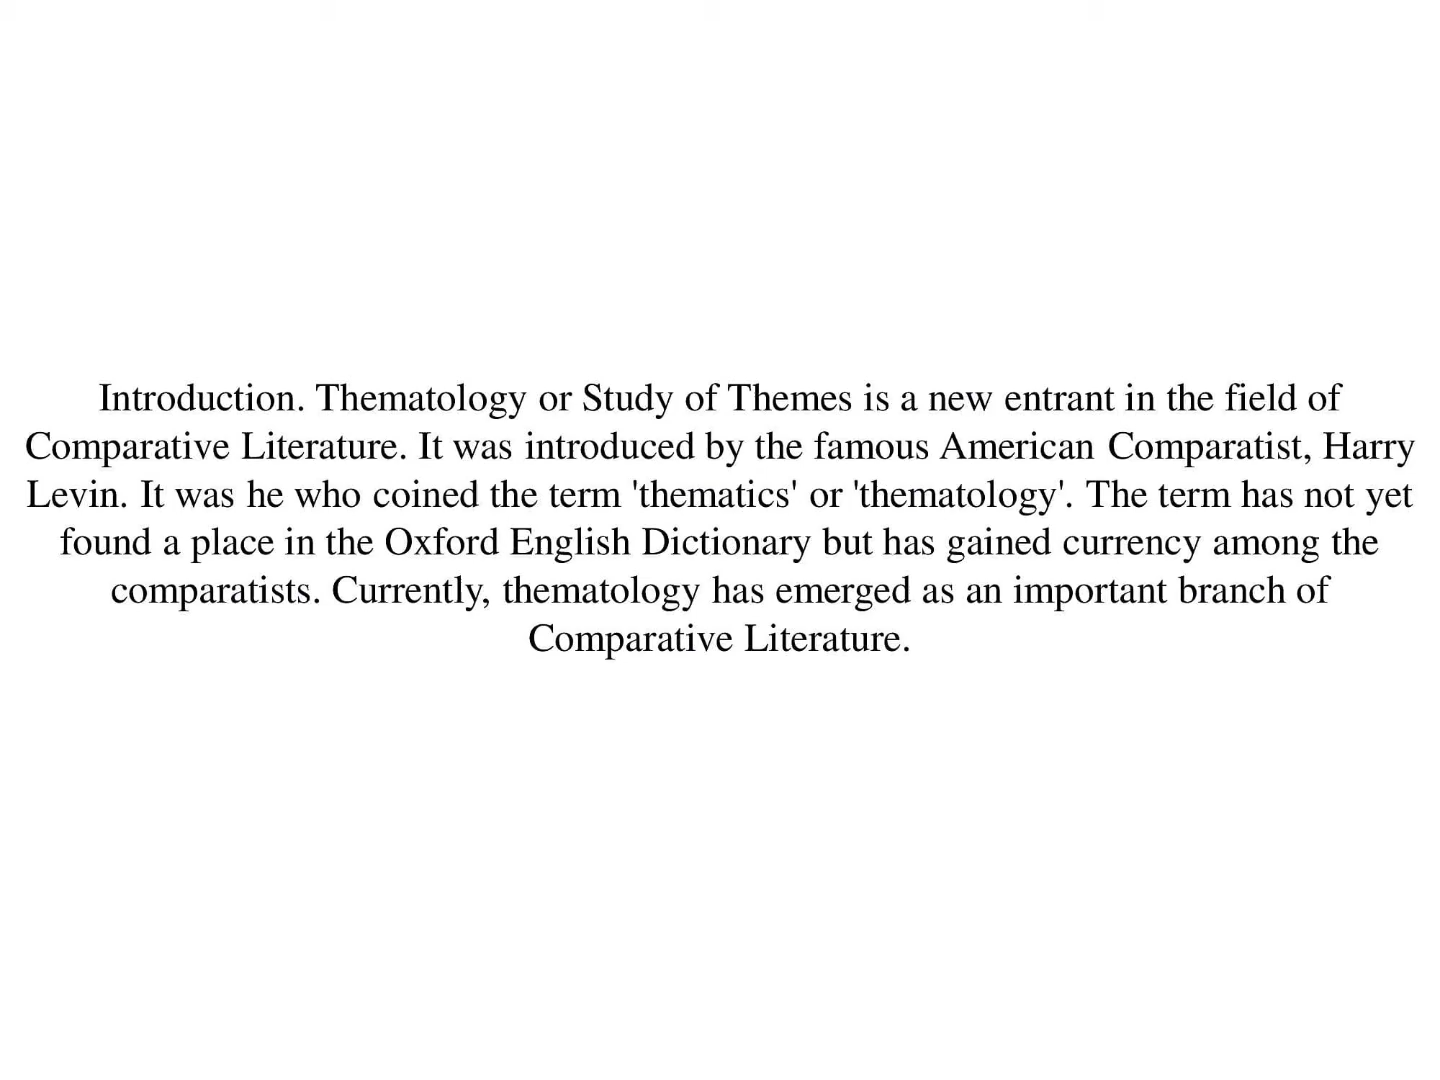 Introduction. Thematology or Study of Themes is a new entrant in the field of
Comparative Literature. It was introduced by the famous American Comparatist, Harry
Levin. It was he who coined the term 'thematics' or 'thematology'. The term has not yet
found a place in the Oxford English Dictionary but has gained currency among the
comparatists. Currently, thematology has emerged as an important branch of
Comparative Literature.